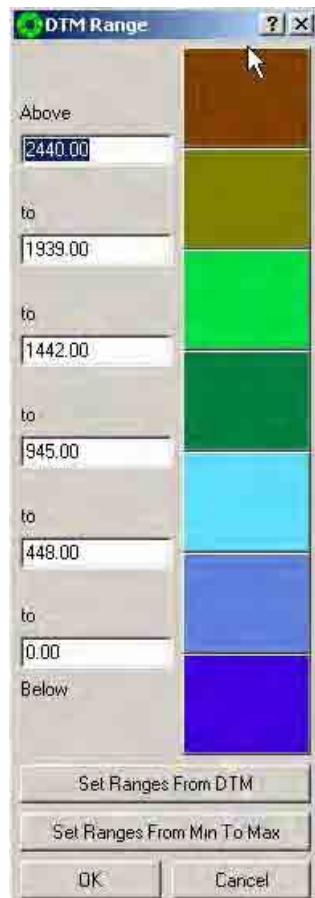 DTM Range
Above
2440.00
to
1939.00
to
1442.00
to
945.00
to
448.00
to
0.00
Below
Set Ranges From DTM
Set Ranges From Min To Max
OK Cancel